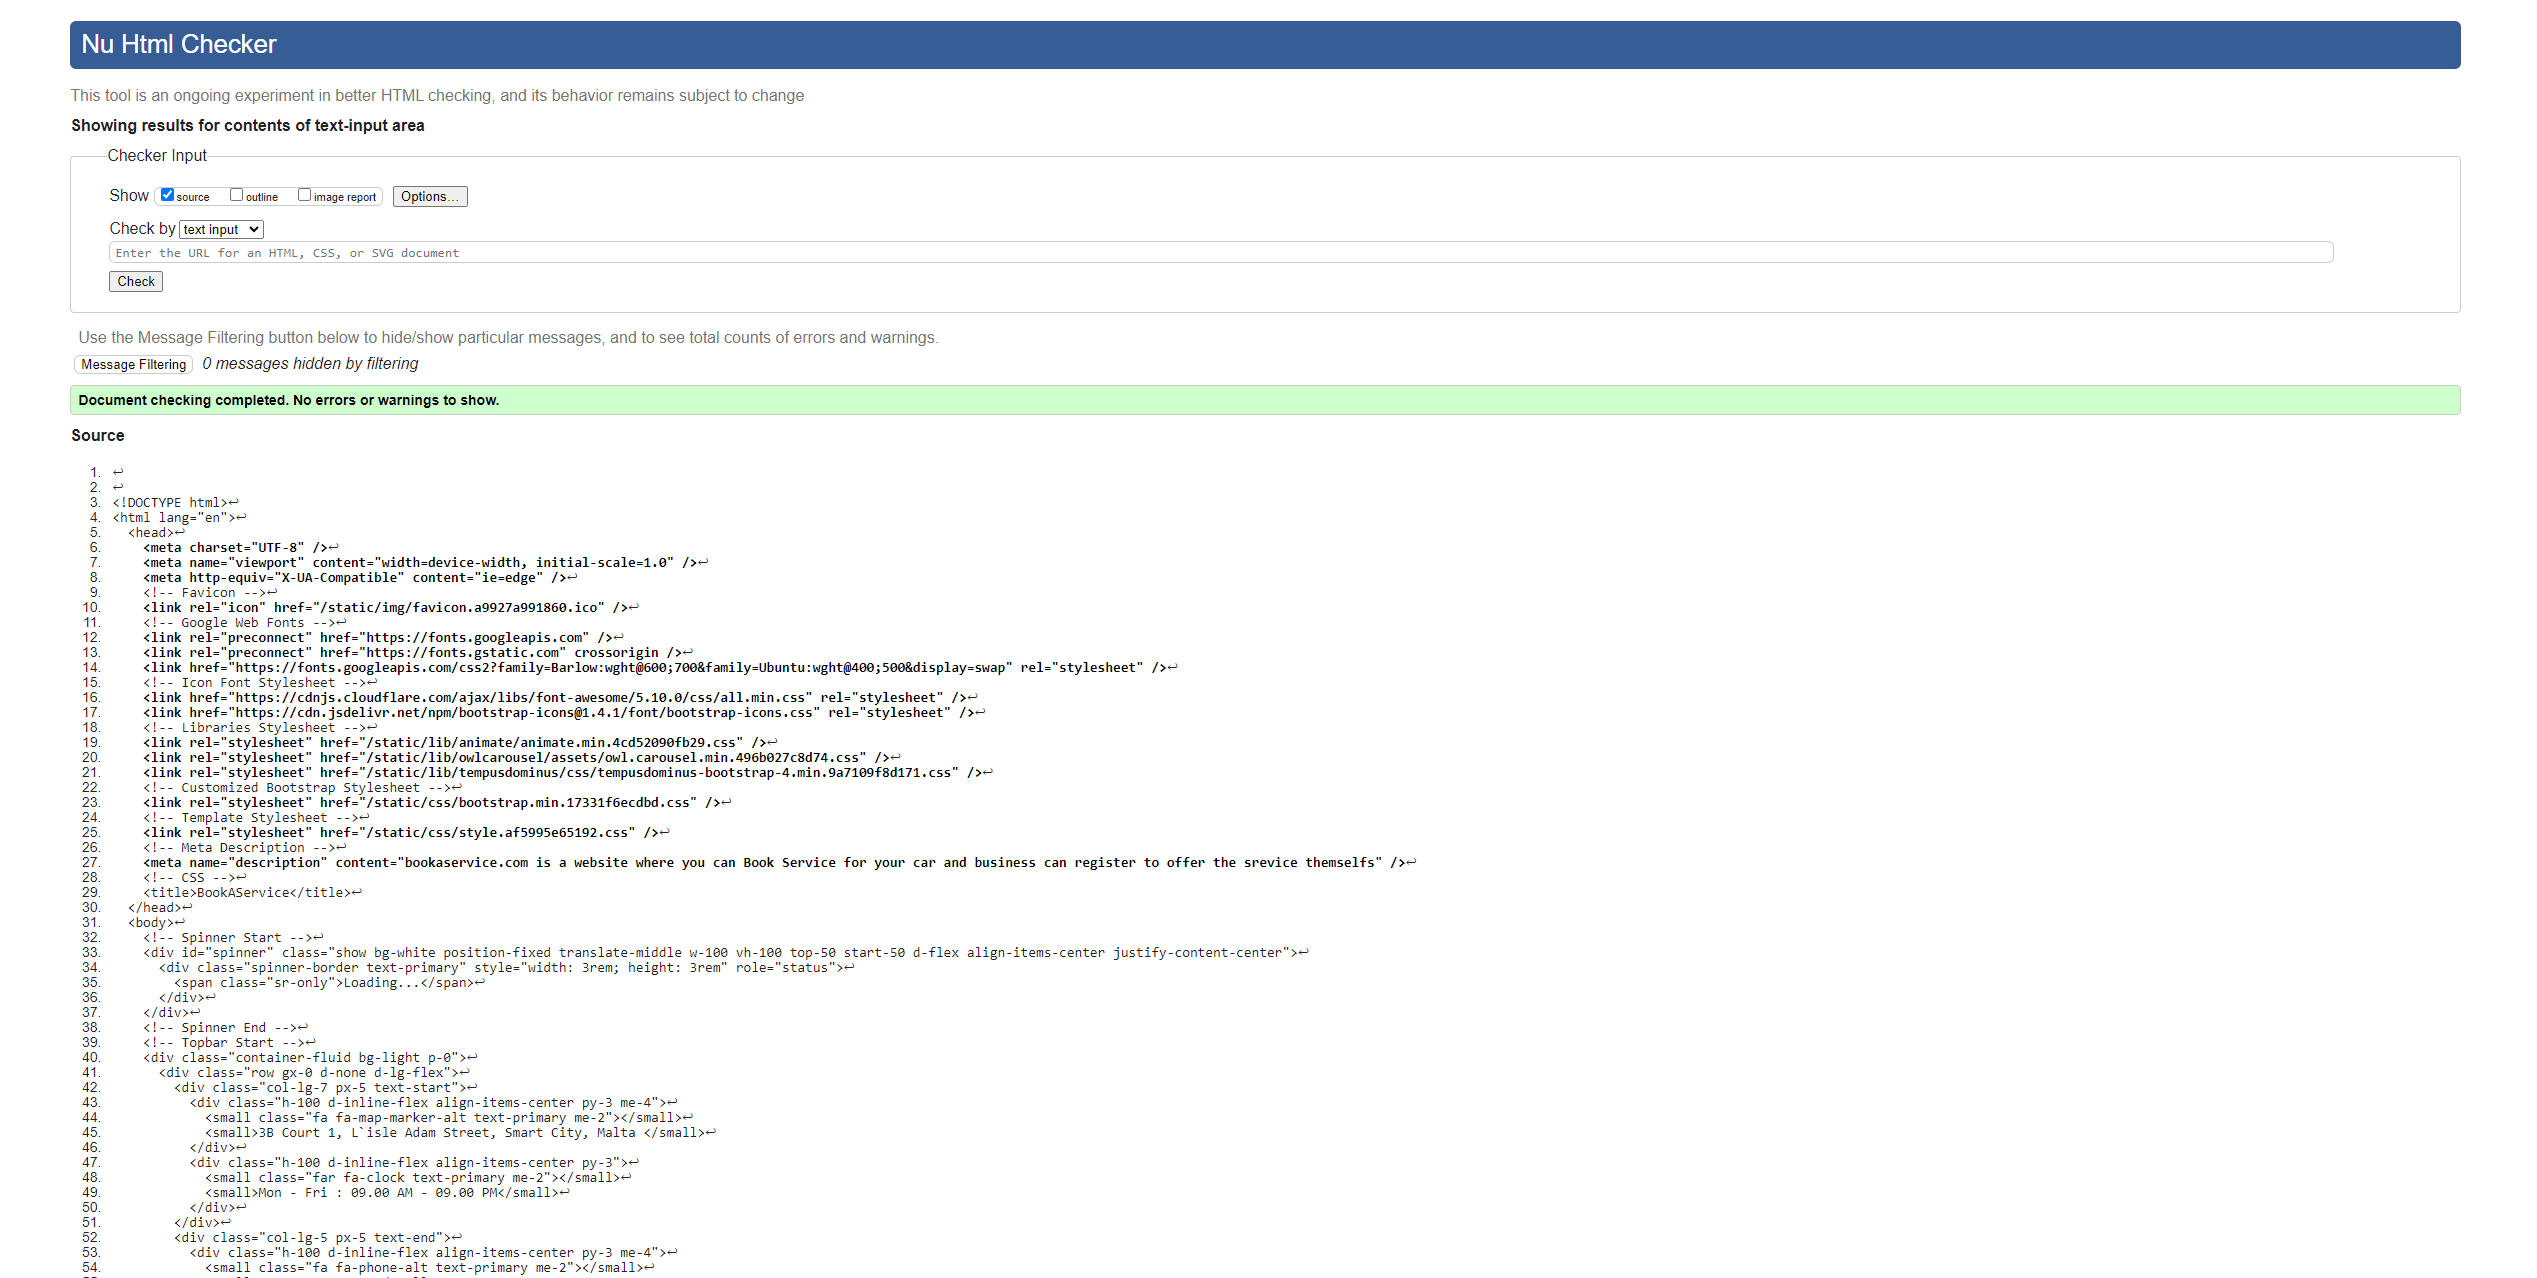 Nu Html Checker
This tool is an ongoing experiment in better HTML checking, and its behavior remains subject to change
Showing results for contents of text-input area
Checker Input
Show source outline image report Options...
Check by text input
Enter the URL for an HTML, CSS, or SVG document
Check
Use the Message Filtering button below to hide/show particular messages, and to see total counts of errors and warnings.
Message Filtering 0 messages hidden by filtering
Document checking completed. No errors or warnings to show.
Source
1. ↩
2. ↩
3. <!DOCTYPE html>↩
4. <html lang="en">↩
5. <head>↩
6. <meta charset="UTF-8" />↩
7. <meta name="viewport" content="width=device-width, initial-scale=1.0" />↩
8. <meta http-equiv="X-UA-Compatible" content="ie=edge" />↩
9. <!-- Favicon -->↩
10. <link rel="icon" href="/static/img/favicon.a9927a991860.ico" />↩
11. <!-- Google Web Fonts -->↩
12. <link rel="preconnect" href="https://fonts.googleapis.com" />↩
13. <link rel="preconnect" href="https://fonts.gstatic.com" crossorigin />↩
14. <link href="https://fonts.googleapis.com/css2?family=Barlow:wght@600;700&family=Ubuntu:wght@400;500&display=swap" rel="stylesheet" />↩
15. <!-- Icon Font Stylesheet -->↩
16. <link href="https://cdnjs.cloudflare.com/ajax/libs/font-awesome/5.10.0/css/all.min.css" rel="stylesheet" />↩
17. <link href="https://cdn.jsdelivr.net/npm/bootstrap-icons@1.4.1/font/bootstrap-icons.css" rel="stylesheet" />↩
18. <!-- Libraries Stylesheet -->↩
19. <link rel="stylesheet" href="/static/lib/animate/animate.min.4cd52090fb29.css" />↩
20. <link rel="stylesheet" href="/static/lib/owlcarousel/assets/owl.carousel.min.496b027c8d74.css" />↩
21. <link rel="stylesheet" href="/static/lib/tempusdominus/css/tempusdominus-bootstrap-4.min.9a7109f8d171.css" />↩
22. <!-- Customized Bootstrap Stylesheet -->↩
23. <link rel="stylesheet" href="/static/css/bootstrap.min.17331f6ecdbd.css" />↩
24. <!-- Template Stylesheet -->↩
25. <link rel="stylesheet" href="/static/css/style.af5995e65192.css" />↩
26. <!-- Meta Description -->↩
27. <meta name="description" content="bookaservice.com is a website where you can Book Service for your car and business can register to offer the srevice themselfs" />↩
28. <!-- CSS -->↩
29. <title>BookAService</title>↩
30. </head>↩
31. <body>↩
32. <!-- Spinner Start -->↩
33. <div id="spinner" class="show bg-white position-fixed translate-middle w-100 vh-100 top-50 start-50 d-flex align-items-center justify-content-center">↩
34. <div class="spinner-border text-primary" style="width: 3rem; height: 3rem" role="status">↩
35. <span class="sr-only">Loading...</span>↩
36. </div>↩
37. </div>↩
38. <!-- Spinner End -->↩
39. <!-- Topbar Start -->↩
40. <div class="container-fluid bg-light p-0">↩
41. <div class="row gx-0 d-none d-lg-flex">↩
42. <div class="col-lg-7 px-5 text-start">↩
43. <div class="h-100 d-inline-flex align-items-center py-3 me-4">↩
44. <small class="fa fa-map-marker-alt text-primary me-2"></small>↩
45. <small>3B Court 1, L`isle Adam Street, Smart City, Malta </small>↩
46. </div>↩
47. <div class="h-100 d-inline-flex align-items-center py-3">↩
48. <small class="far fa-clock text-primary me-2"></small>↩
49. <small>Mon - Fri : 09.00 AM - 09.00 PM</small>↩
50. </div>↩
51. </div>↩
52. <div class="col-lg-5 px-5 text-end">↩
53. <div class="h-100 d-inline-flex align-items-center py-3 me-4">↩
54. <small class="fa fa-phone-alt text-primary me-2"></small>↩